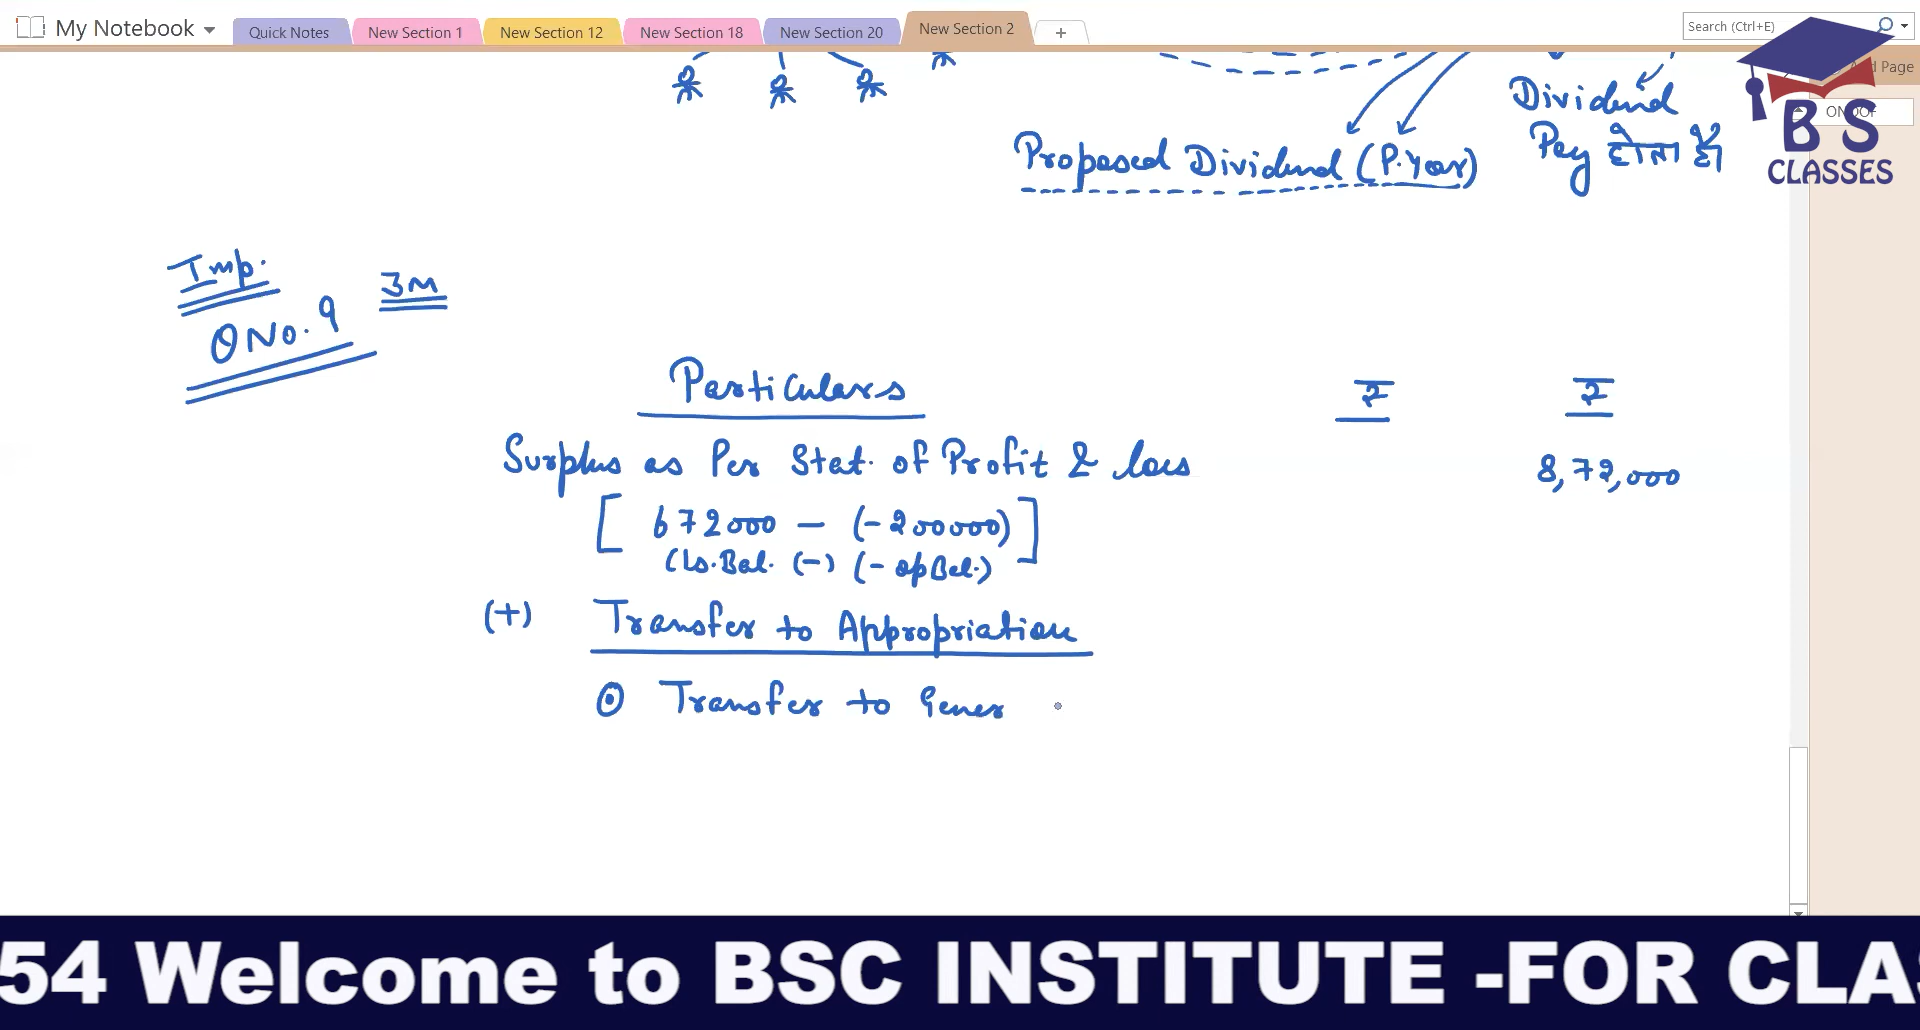 My Notebook
Quick Notes
New Section 1
New Section 12
New Section 18
New Section 20
New Section 2
+
Search (Ctrl+E)
Page
BS
CLASSES
Dividend
Pay होना है
Proposed Dividend (P.Year)
Imp.
QNo. 9
3M
Particulars
₹
₹
Surplus as Per Stat. of Profit & loss
8,72,000
[ 672000 - (-200000) ]
Cls.Bal. (-) (- op Bal.)
(+) Transfer to Appropriation
Transfer to Gener
54 Welcome to BSC INSTITUTE -FOR CLAS